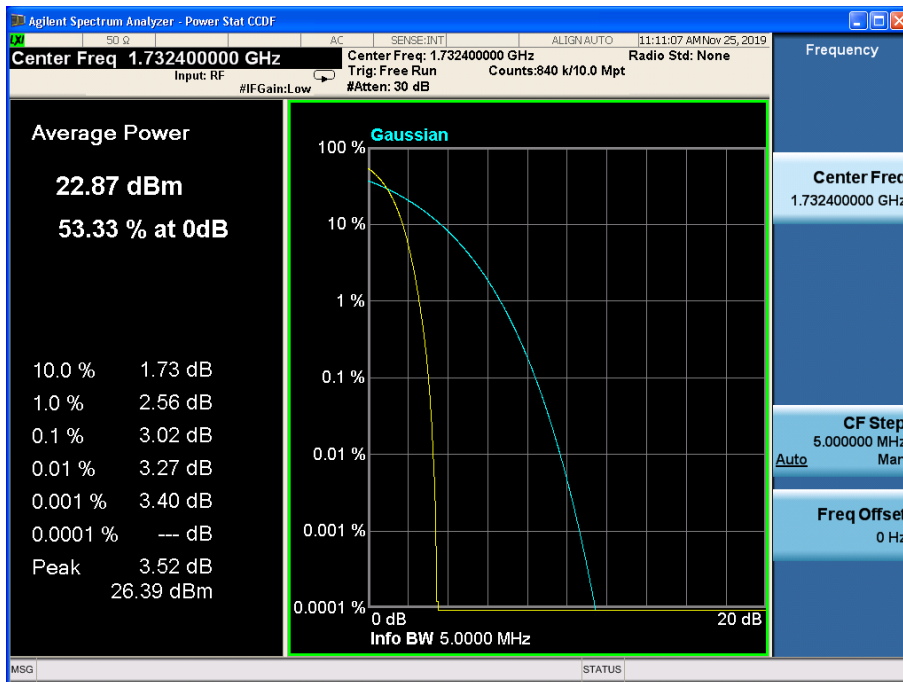 Agilent Spectrum Analyzer - Power Stat CCDF
LXI 50 Ω AC SENSE:INT ALIGN AUTO 11:11:07 AM Nov 25, 2019
Center Freq 1.732400000 GHz
Input: RF
#IFGain:Low
Center Freq: 1.732400000 GHz Radio Std: None
Trig: Free Run Counts:840 k/10.0 Mpt
#Atten: 30 dB
Average Power
22.87 dBm
53.33 % at 0dB
10.0 % 1.73 dB
1.0 % 2.56 dB
0.1 % 3.02 dB
0.01 % 3.27 dB
0.001 % 3.40 dB
0.0001 % --- dB
Peak 3.52 dB
26.39 dBm
Gaussian
100 %
10 %
1 %
0.1 %
0.01 %
0.001 %
0.0001 %
0 dB 20 dB
Info BW 5.0000 MHz
Frequency
Center Freq
1.732400000 GHz
CF Step
5.000000 MHz
Auto Man
Freq Offset
0 Hz
MSG STATUS